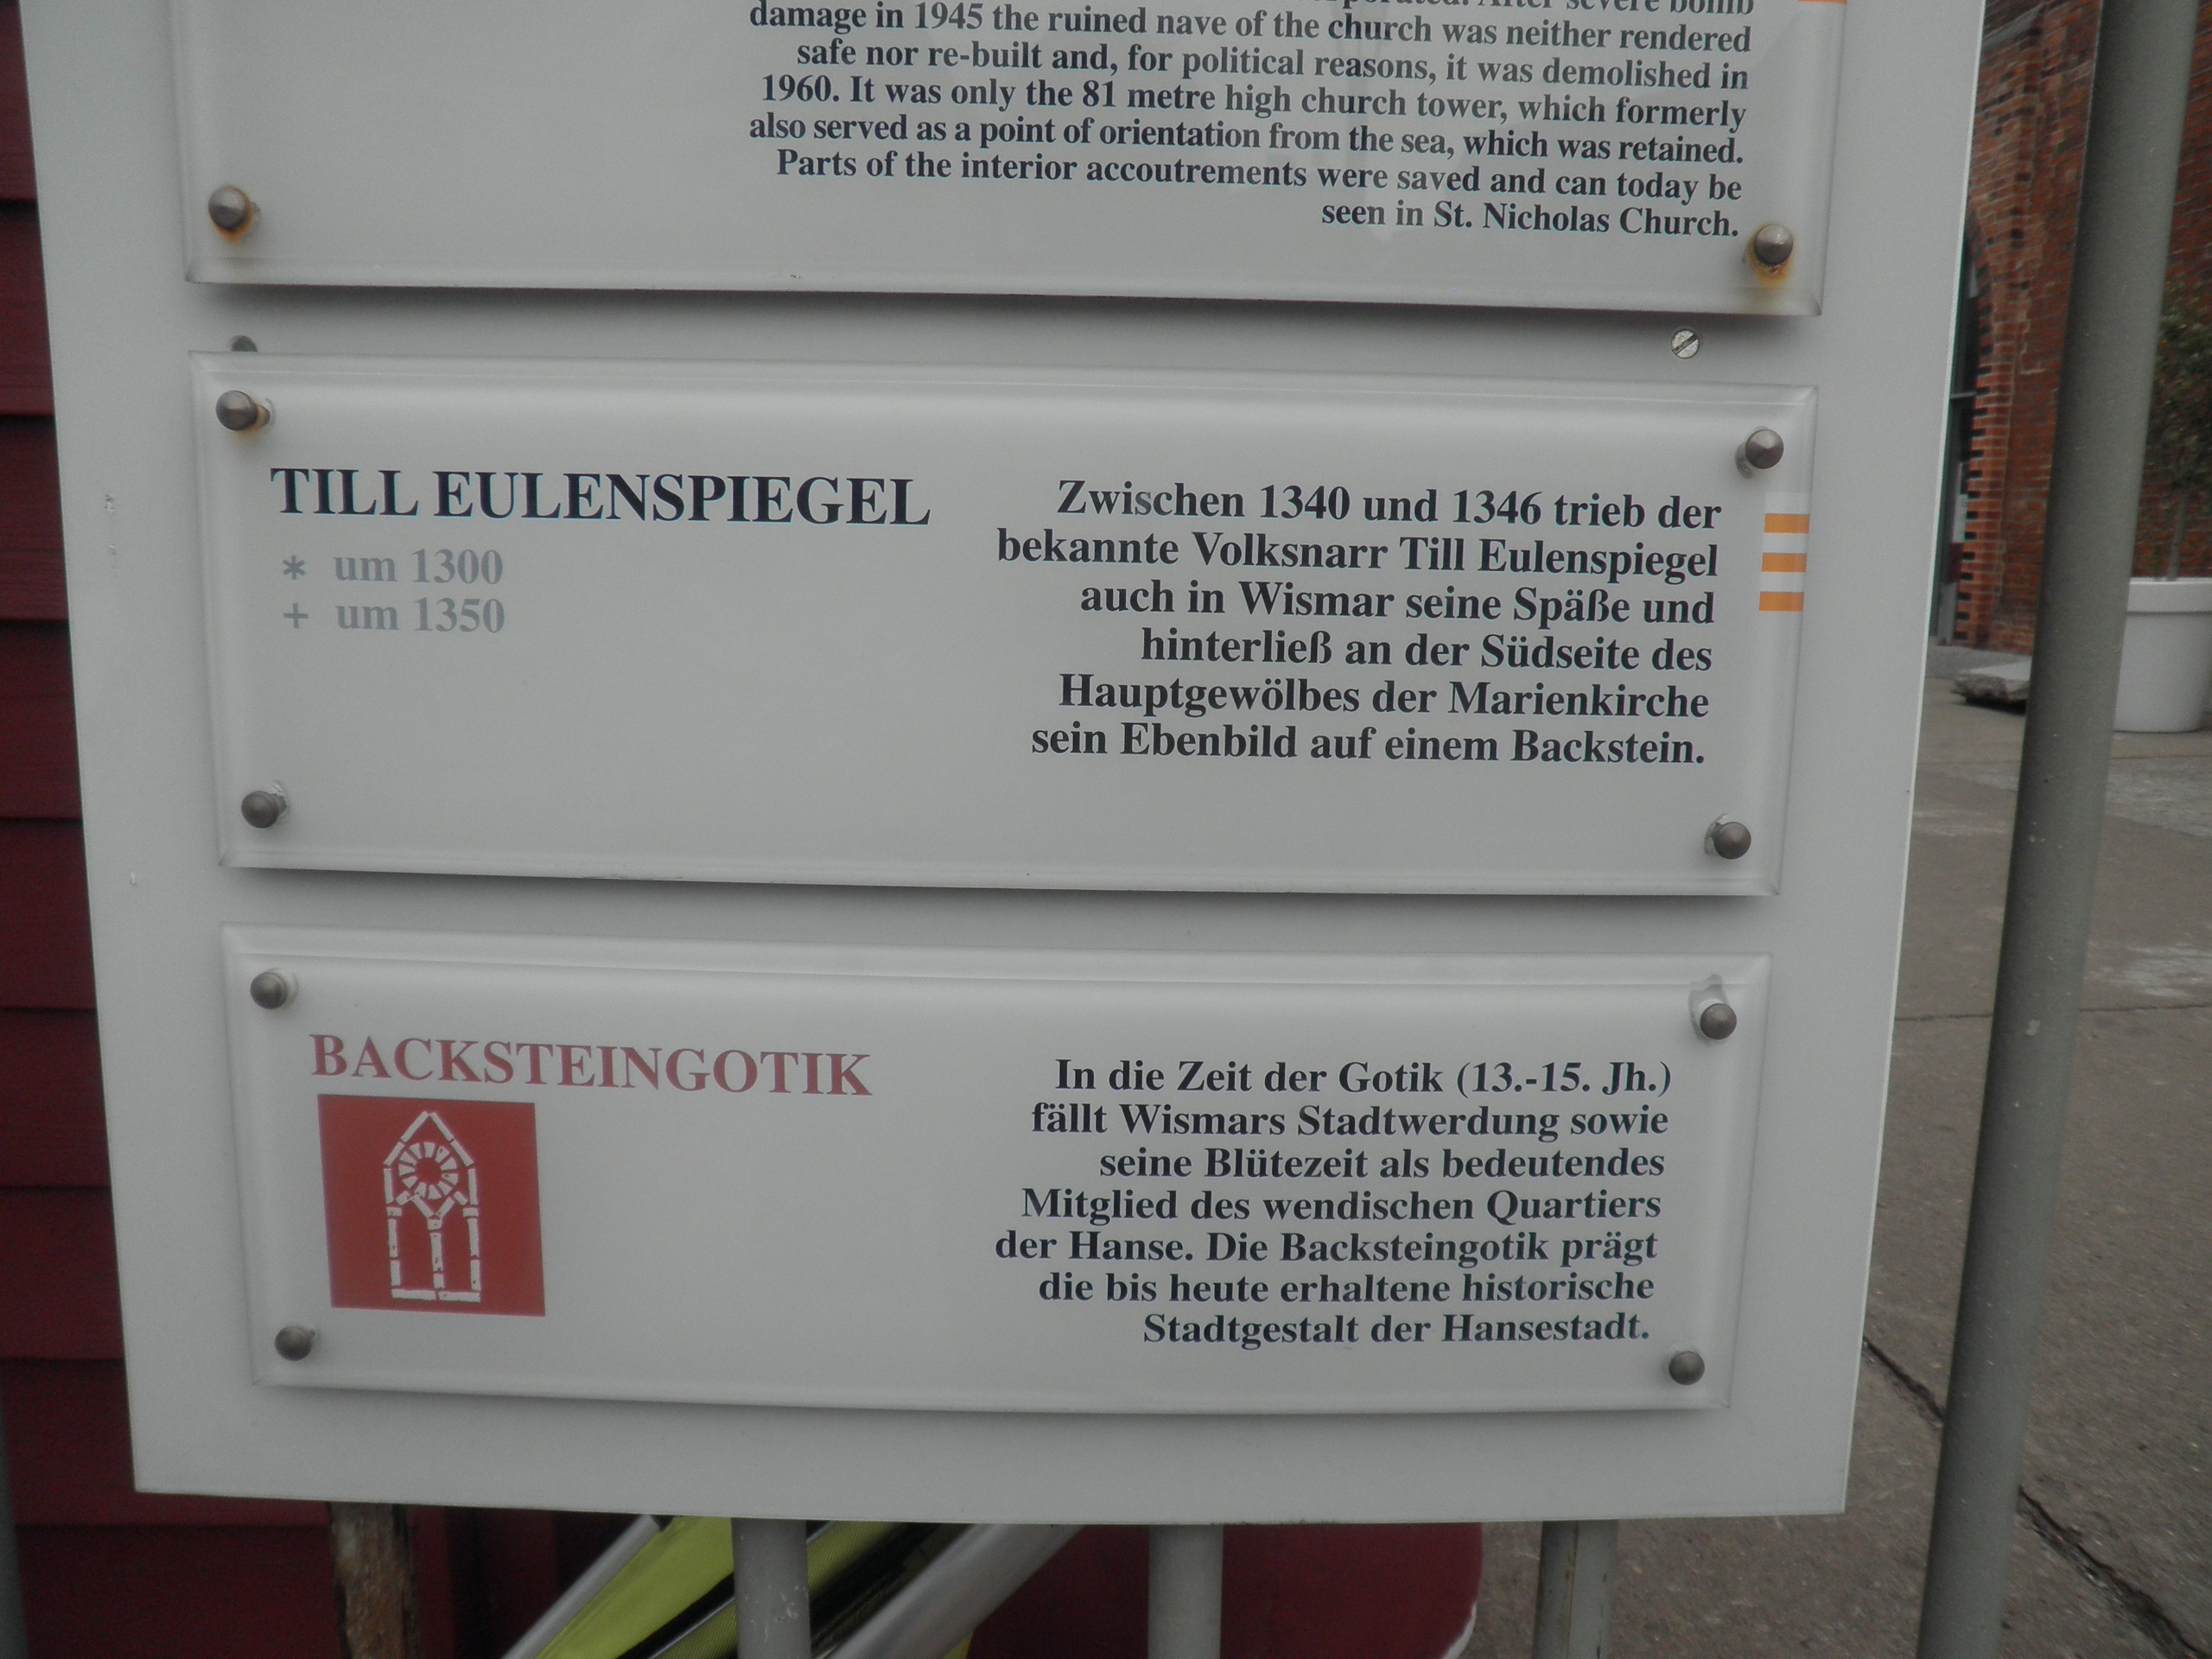 After severe bomb
damage in 1945 the ruined nave of the church was neither rendered
safe nor re-built and, for political reasons, it was demolished in
1960. It was only the 81 metre high church tower, which formerly
also served as a point of orientation from the sea, which was retained.
Parts of the interior accoutrements were saved and can today be
seen in St. Nicholas Church.
TILL EULENSPIEGEL
* um 1300
+ um 1350
Zwischen 1340 und 1346 trieb der
bekannte Volksnarr Till Eulenspiegel
auch in Wismar seine Späße und
hinterließ an der Südseite des
Hauptgewölbes der Marienkirche
sein Ebenbild auf einem Backstein.
BACKSTEINGOTIK
In die Zeit der Gotik (13.-15. Jh.)
fällt Wismars Stadtwerdung sowie
seine Blütezeit als bedeutendes
Mitglied des wendischen Quartiers
der Hanse. Die Backsteingotik prägt
die bis heute erhaltene historische
Stadtgestalt der Hansestadt.